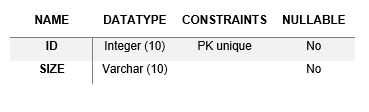 NAME DATATYPE CONSTRAINTS NULLABLE
ID Integer (10) PK unique No
SIZE Varchar (10) No